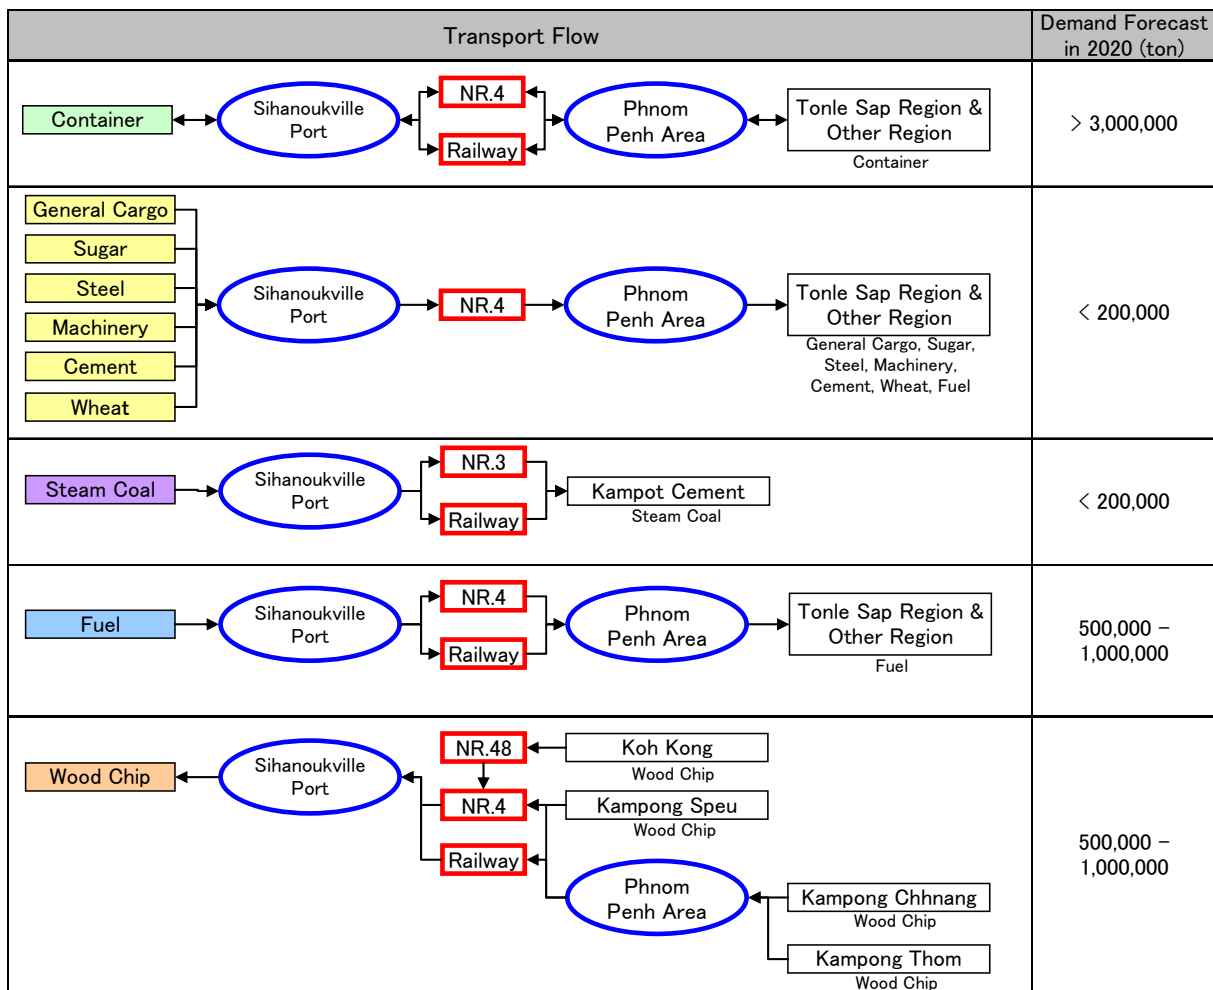 Transport Flow
Demand Forecast
in 2020 (ton)
Container
Sihanoukville
Port
NR.4
Railway
Phnom
Penh Area
Tonle Sap Region &
Other Region
Container
> 3,000,000
General Cargo
Sugar
Steel
Machinery
Cement
Wheat
Sihanoukville
Port
NR.4
Phnom
Penh Area
Tonle Sap Region &
Other Region
General Cargo, Sugar,
Steel, Machinery,
Cement, Wheat, Fuel
< 200,000
Steam Coal
Sihanoukville
Port
NR.3
Railway
Kampot Cement
Steam Coal
< 200,000
Fuel
Sihanoukville
Port
NR.4
Railway
Phnom
Penh Area
Tonle Sap Region &
Other Region
Fuel
500,000 -
1,000,000
Wood Chip
Sihanoukville
Port
NR.48
NR.4
Railway
Koh Kong
Wood Chip
Kampong Speu
Wood Chip
Phnom
Penh Area
Kampong Chhnang
Wood Chip
Kampong Thom
Wood Chip
500,000 -
1,000,000